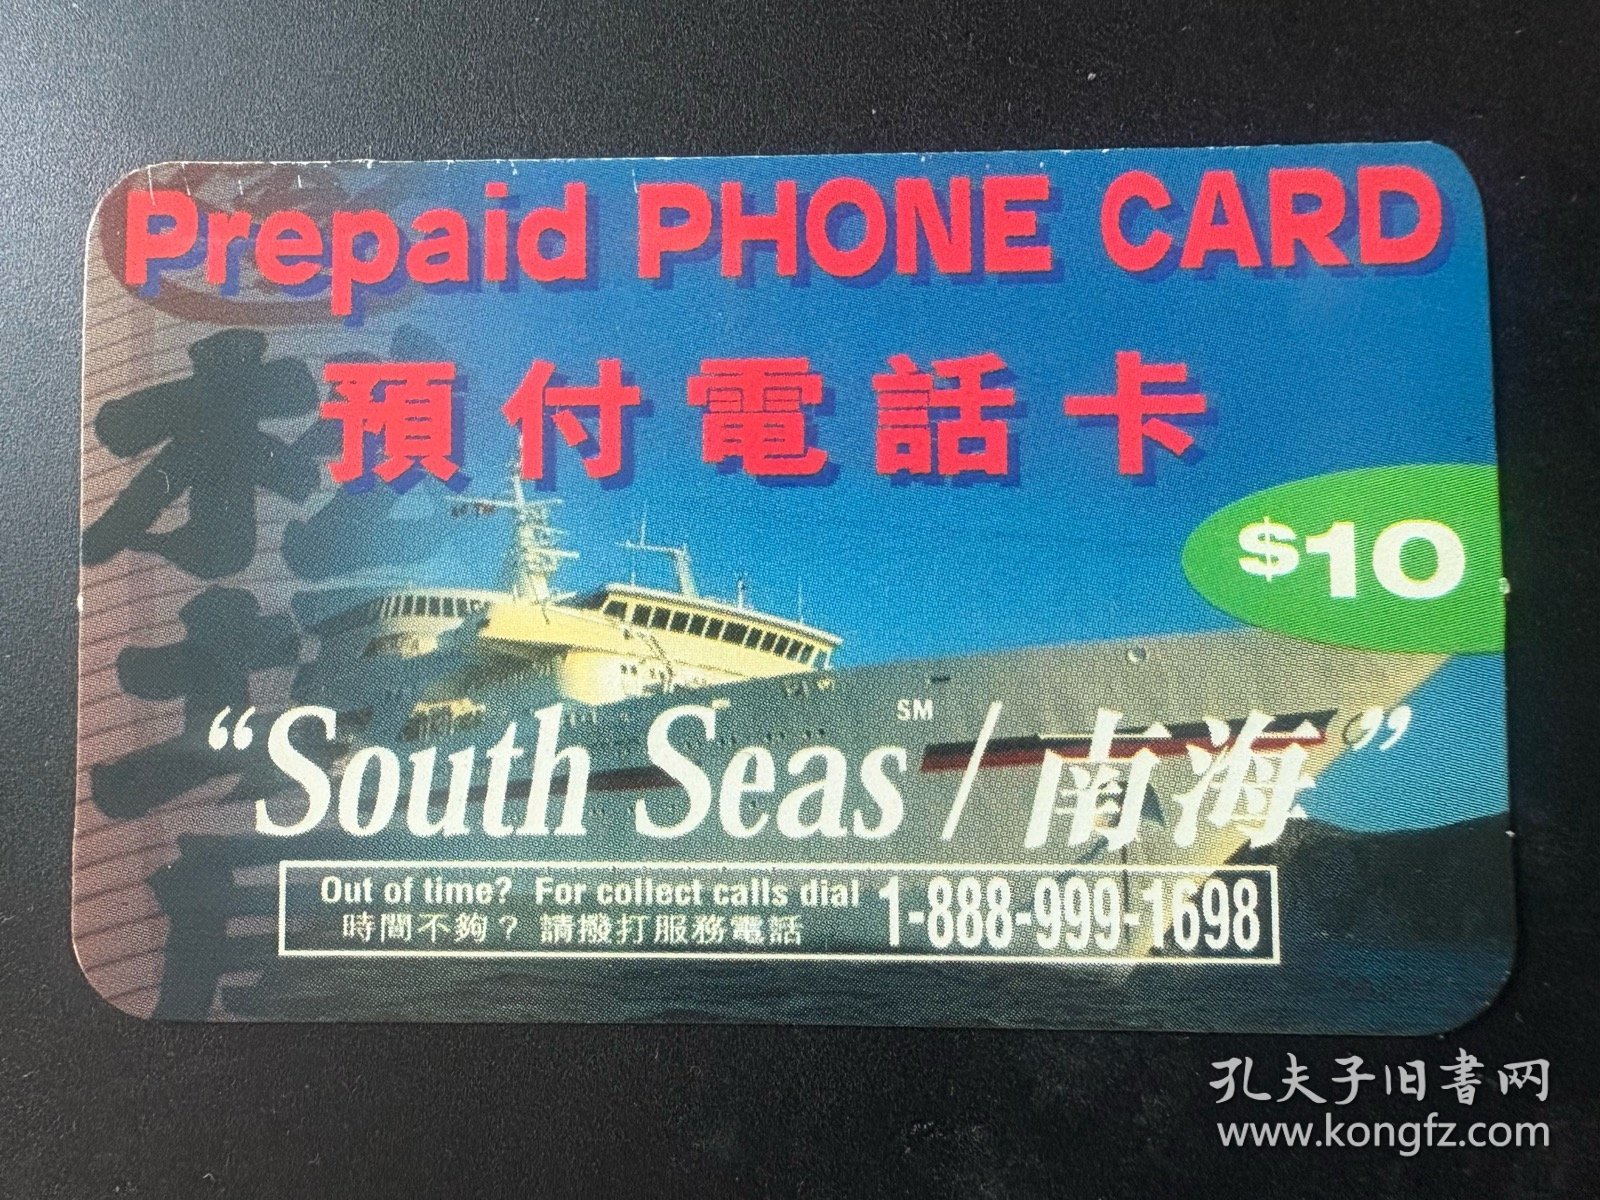 Prepaid PHONE CARD
預付電話卡
$10
“South Seas℠ / 南海”
Out of time? For collect calls dial 1-888-999-1698
時間不夠？ 請撥打服務電話
孔夫子旧書网
www.kongfz.com